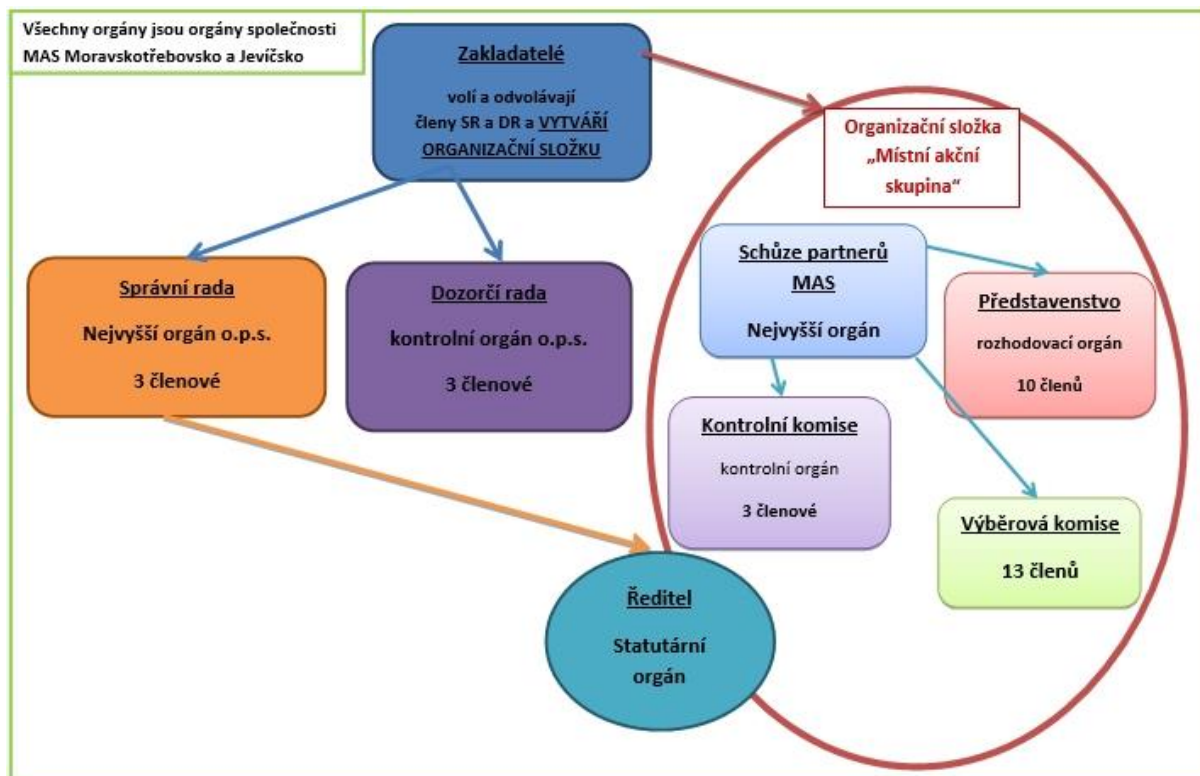 Všechny orgány jsou orgány společnosti
MAS Moravskotřebovsko a Jevíčsko
Zakladatelé
volí a odvolávají
členy SR a DR a VYTVÁŘÍ
ORGANIZAČNÍ SLOŽKU
Organizační složka
„Místní akční
skupina“
Správní rada
Nejvyšší orgán o.p.s.
3 členové
Dozorčí rada
kontrolní orgán o.p.s.
3 členové
Schůze partnerů
MAS
Nejvyšší orgán
Představenstvo
rozhodovací orgán
10 členů
Kontrolní komise
kontrolní orgán
3 členové
Výběrová komise
13 členů
Ředitel
Statutární
orgán